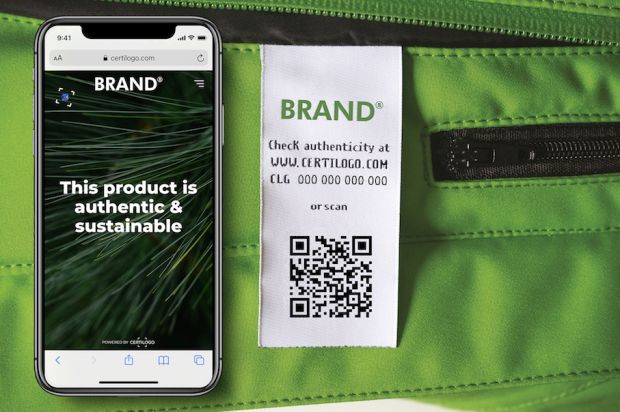 9:41
AA
certilogo.com
BRAND®
This product is
authentic &
sustainable
POWERED BY CERTILOGO
BRAND®
Check authenticity at
WWW.CERTILOGO.COM
CLG 000 000 000 000
or scan